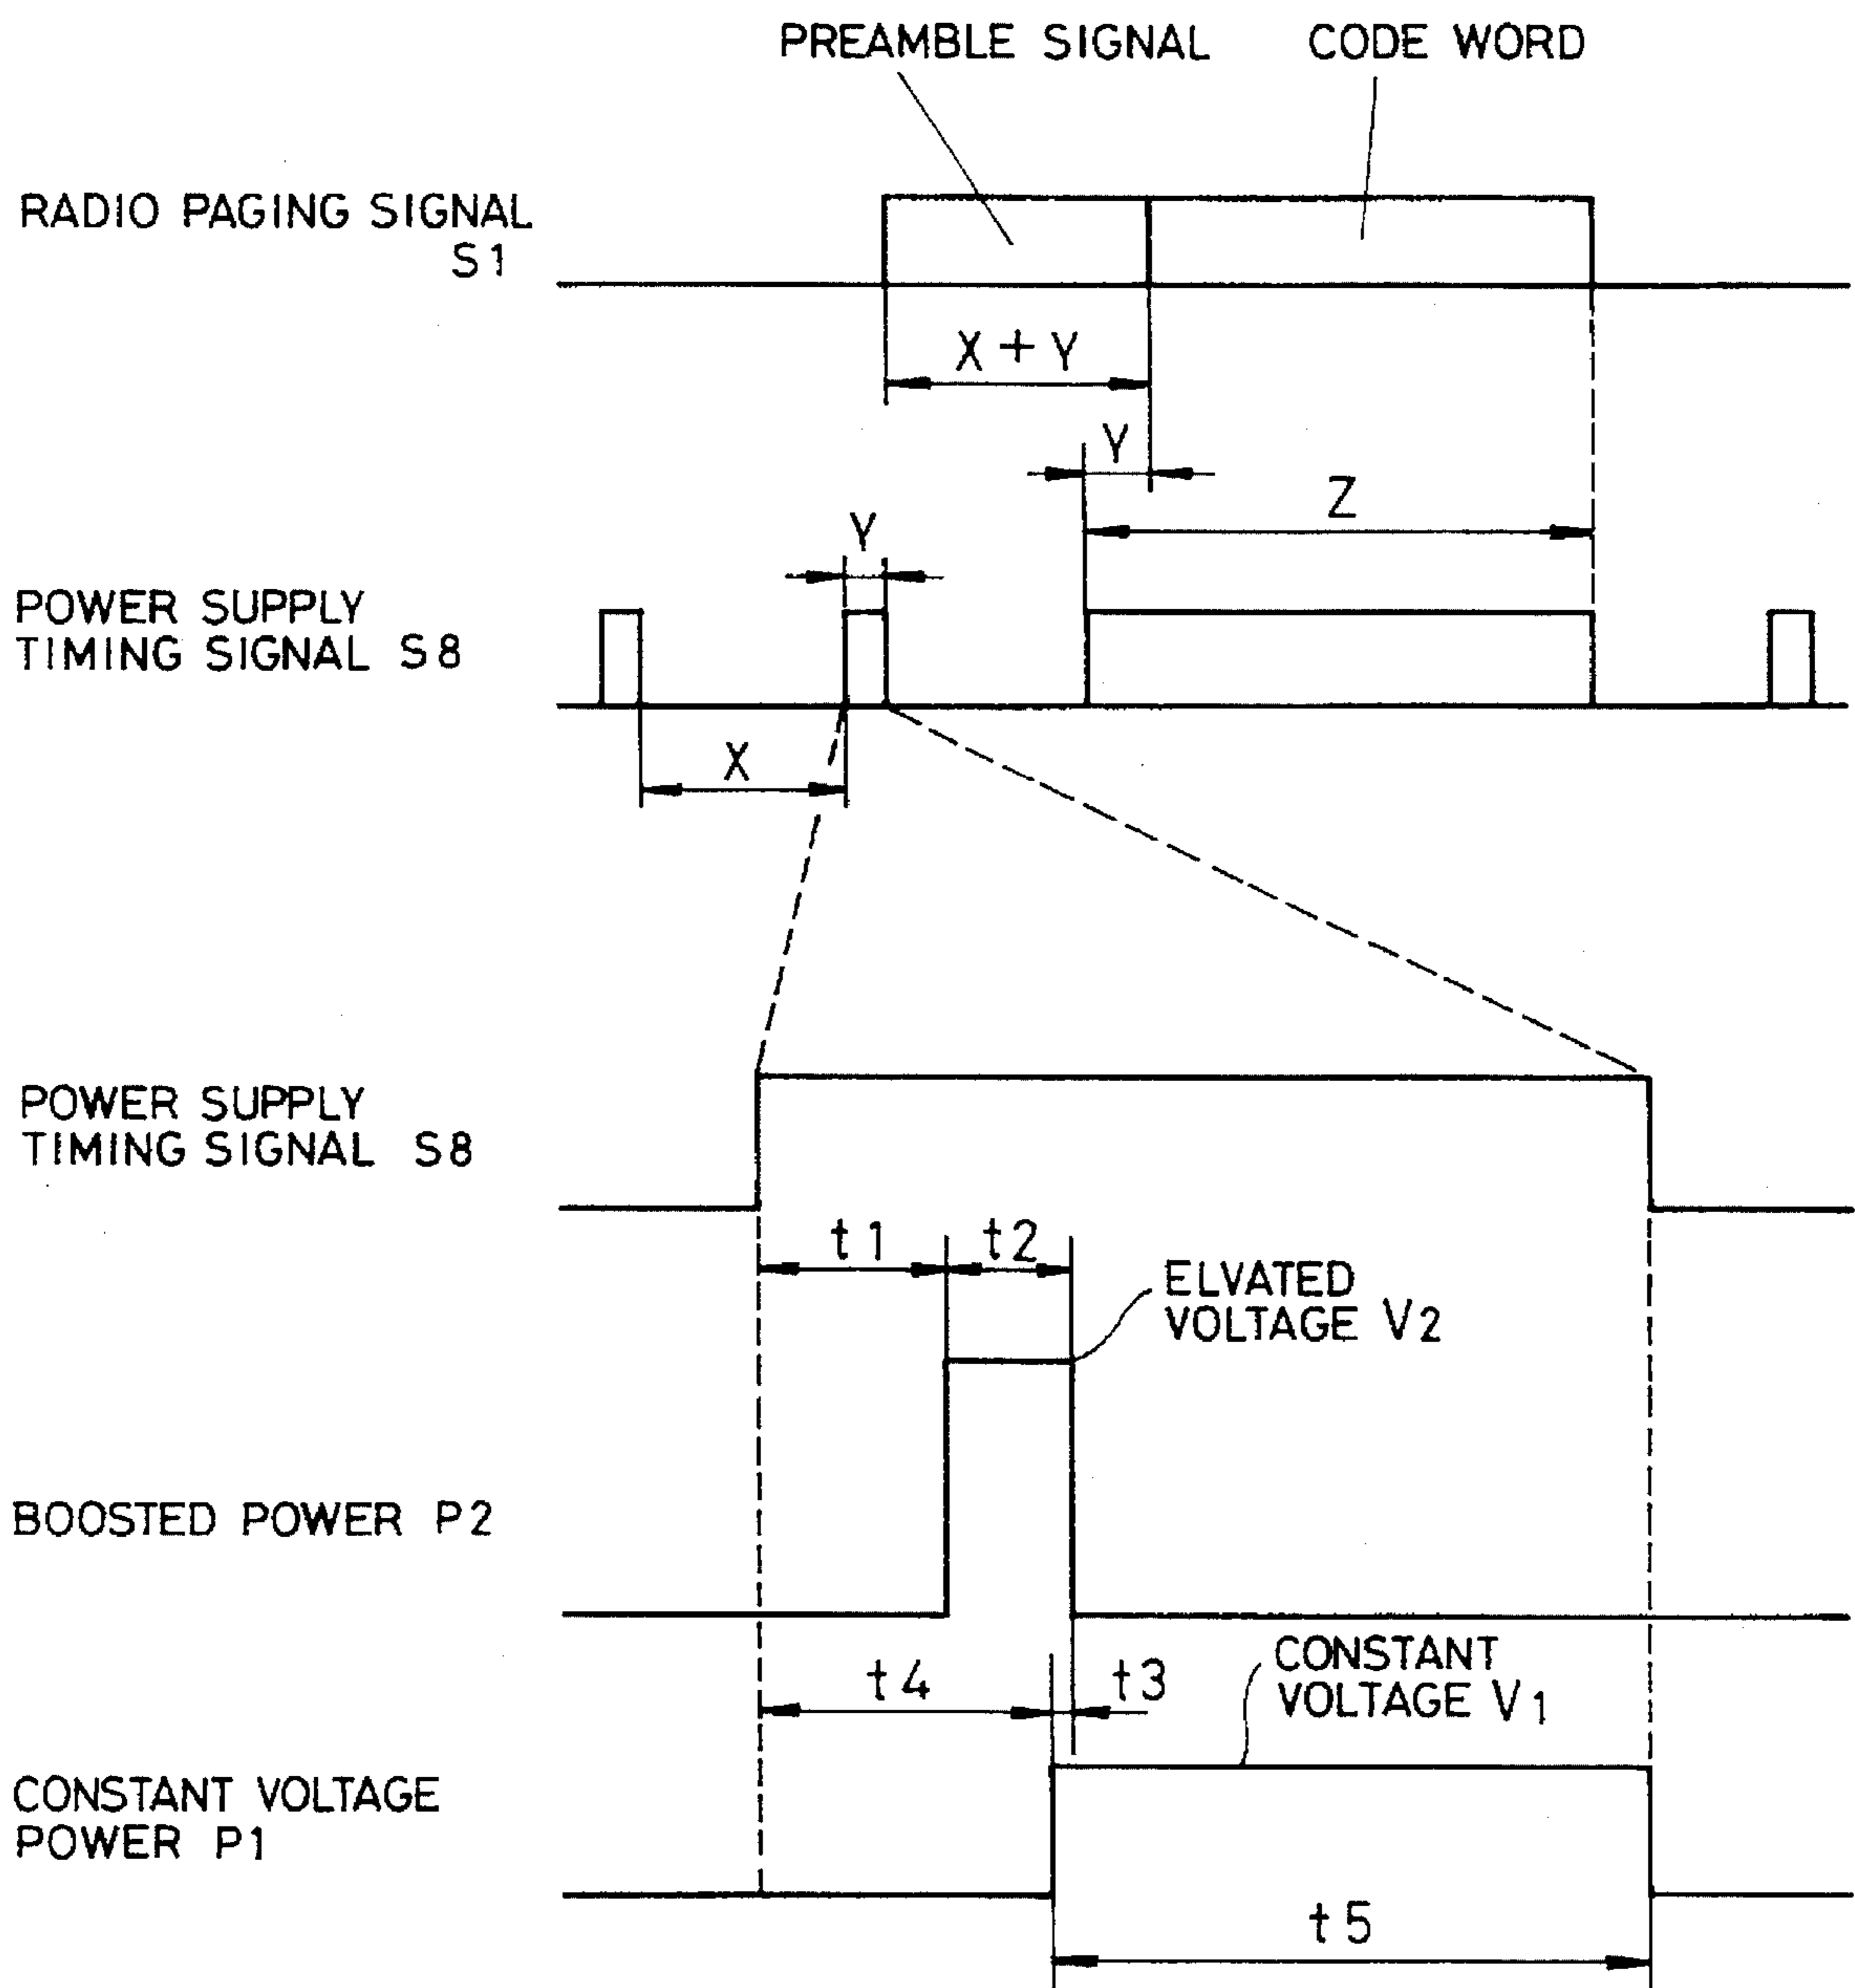 PREAMBLE SIGNAL
CODE WORD
RADIO PAGING SIGNAL
S1
X + Y
Y
Z
Y
POWER SUPPLY
TIMING SIGNAL S8
X
POWER SUPPLY
TIMING SIGNAL S8
t1
t2
ELVATED
VOLTAGE V2
BOOSTED POWER P2
t4
t3
CONSTANT
VOLTAGE V1
CONSTANT VOLTAGE
POWER P1
t5